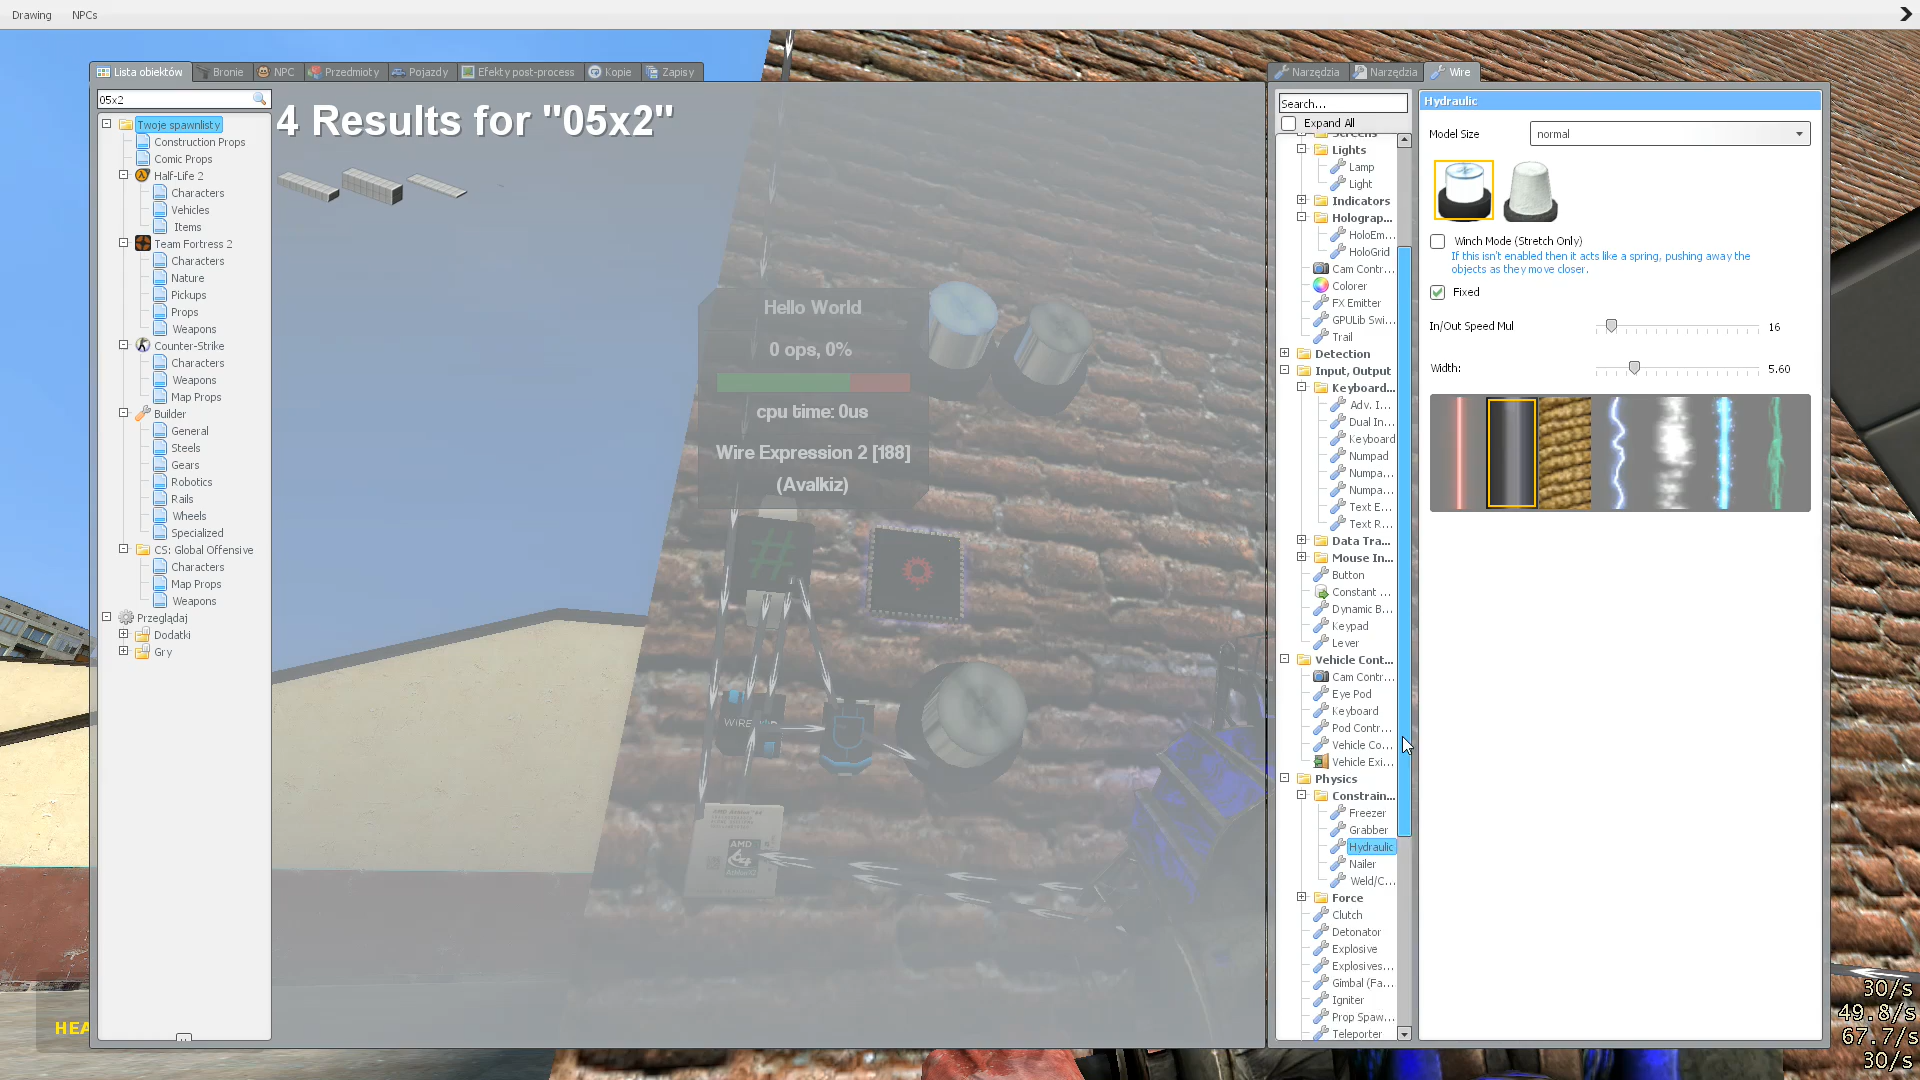 Drawing NPCs
Lista obiektów Bronie NPC Przedmioty Pojazdy Efekty post-process Kopie Zapisy
05x2
Twoje spawnlisty
Construction Props
Comic Props
Half-Life 2
Characters
Vehicles
Items
Team Fortress 2
Characters
Nature
Pickups
Props
Weapons
Counter-Strike
Characters
Weapons
Map Props
Builder
General
Steels
Gears
Robotics
Rails
Wheels
Specialized
CS: Global Offensive
Characters
Map Props
Weapons
Przeglądaj
Dodatki
Gry
4 Results for "05x2"
Hello World
0 ops, 0%
cpu time: 0us
Wire Expression 2 [188]
(Avalkiz)
WIRE
AMD
64
HEA
Narzędzia Narzędzia Wire
Search...
Expand All
Screens
Lights
Lamp
Light
Indicators
Holograp...
HoloEm...
HoloGrid
Cam Contr...
Colorer
FX Emitter
GPULib Swi...
Trail
Detection
Input, Output
Keyboard...
Adv. I...
Dual In...
Keyboard
Numpad
Numpa...
Numpa...
Text E...
Text R...
Data Tra...
Mouse In...
Button
Constant ...
Dynamic B...
Keypad
Lever
Vehicle Cont...
Cam Contr...
Eye Pod
Keyboard
Pod Contr...
Vehicle Co...
Vehicle Exi...
Physics
Constrain...
Freezer
Grabber
Hydraulic
Nailer
Weld/C...
Force
Clutch
Detonator
Explosive
Explosives...
Gimbal (Fa...
Igniter
Prop Spaw...
Teleporter
Hydraulic
Model Size normal
Winch Mode (Stretch Only)
If this isn't enabled then it acts like a spring, pushing away the
objects as they move closer.
Fixed
In/Out Speed Mul 16
Width: 5.60
30/s
49.8/s
67.7/s
30/s